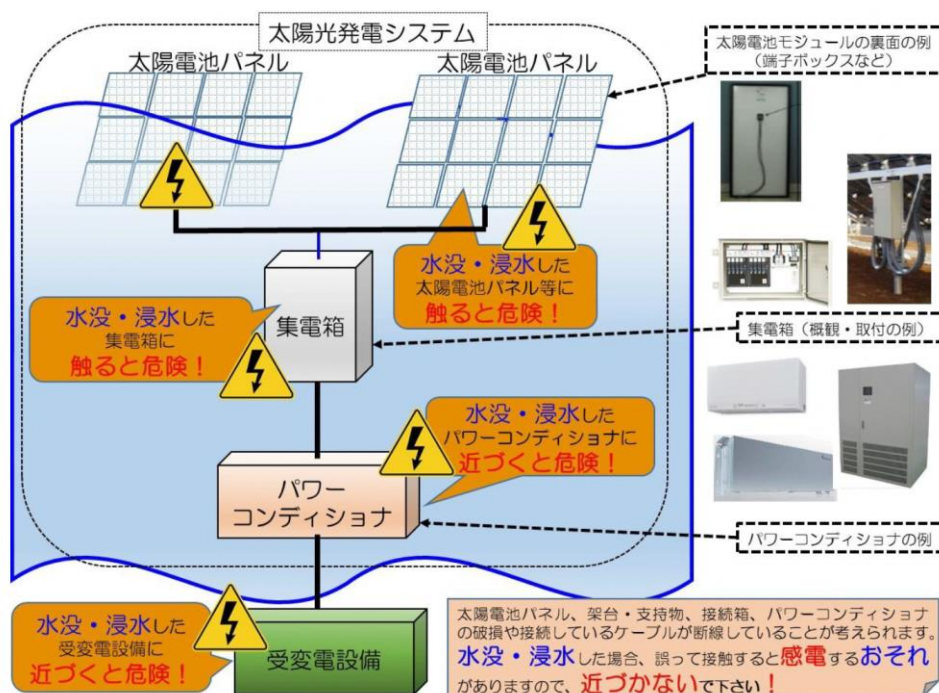 太陽光発電システム
太陽電池パネル
太陽電池パネル
太陽電池モジュールの裏面の例
（端子ボックスなど）
水没・浸水した
太陽電池パネル等に
触ると危険！
水没・浸水した
集電箱に
触ると危険！
集電箱
集電箱（概観・取付の例）
水没・浸水した
パワーコンディショナに
近づくと危険！
パワー
コンディショナ
パワーコンディショナの例
水没・浸水した
受変電設備に
近づくと危険！
受変電設備
太陽電池パネル、架台・支持物、接続箱、パワーコンディショナ
の破損や接続しているケーブルが断線していることが考えられます。
水没・浸水した場合、誤って接触すると感電するおそれ
がありますので、近づかないで下さい！